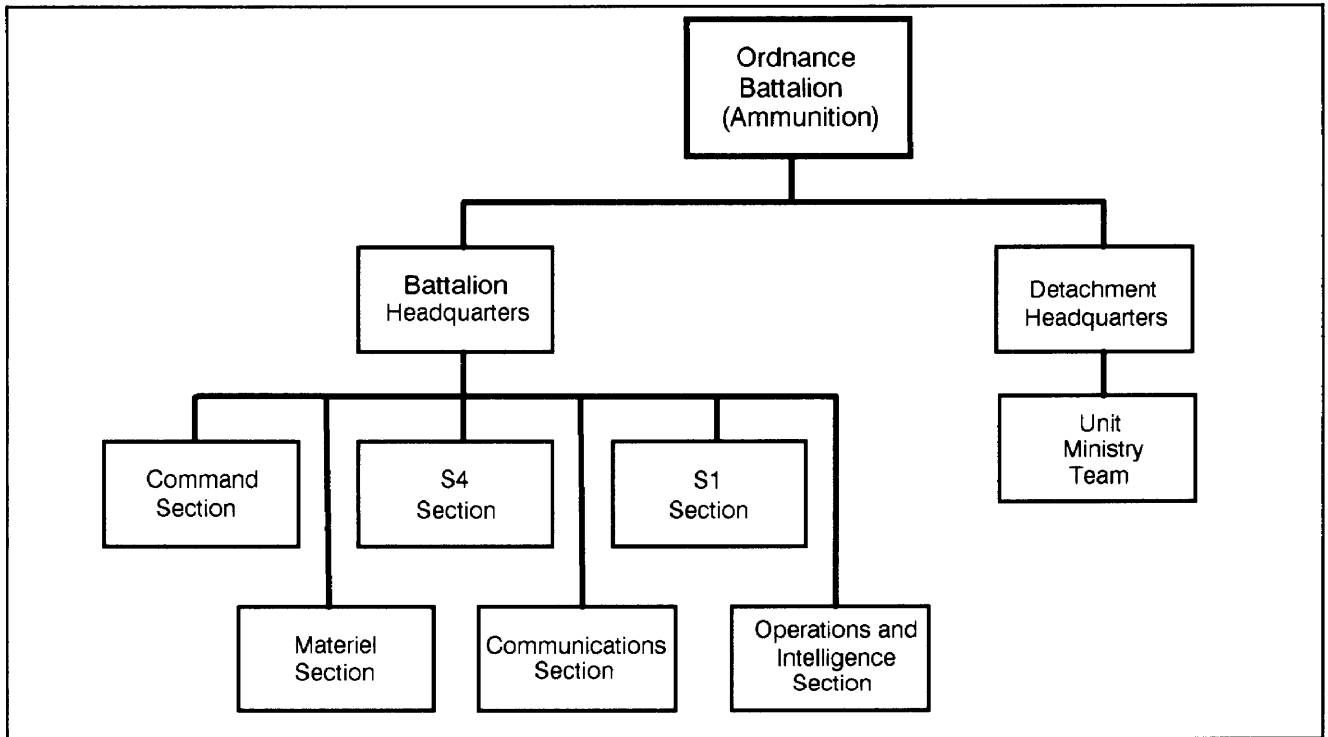 Ordnance
Battalion
(Ammunition)
Battalion
Headquarters
Detachment
Headquarters
Command
Section
S4
Section
S1
Section
Unit
Ministry
Team
Materiel
Section
Communications
Section
Operations and
Intelligence
Section